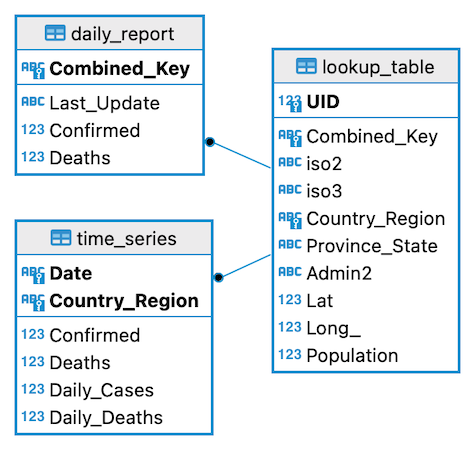 daily_report
ABC Combined_Key
ABC Last_Update
123 Confirmed
123 Deaths
time_series
ABC Date
ABC Country_Region
123 Confirmed
123 Deaths
123 Daily_Cases
123 Daily_Deaths
lookup_table
123 UID
ABC Combined_Key
ABC iso2
ABC iso3
ABC Country_Region
ABC Province_State
ABC Admin2
123 Lat
123 Long_
123 Population